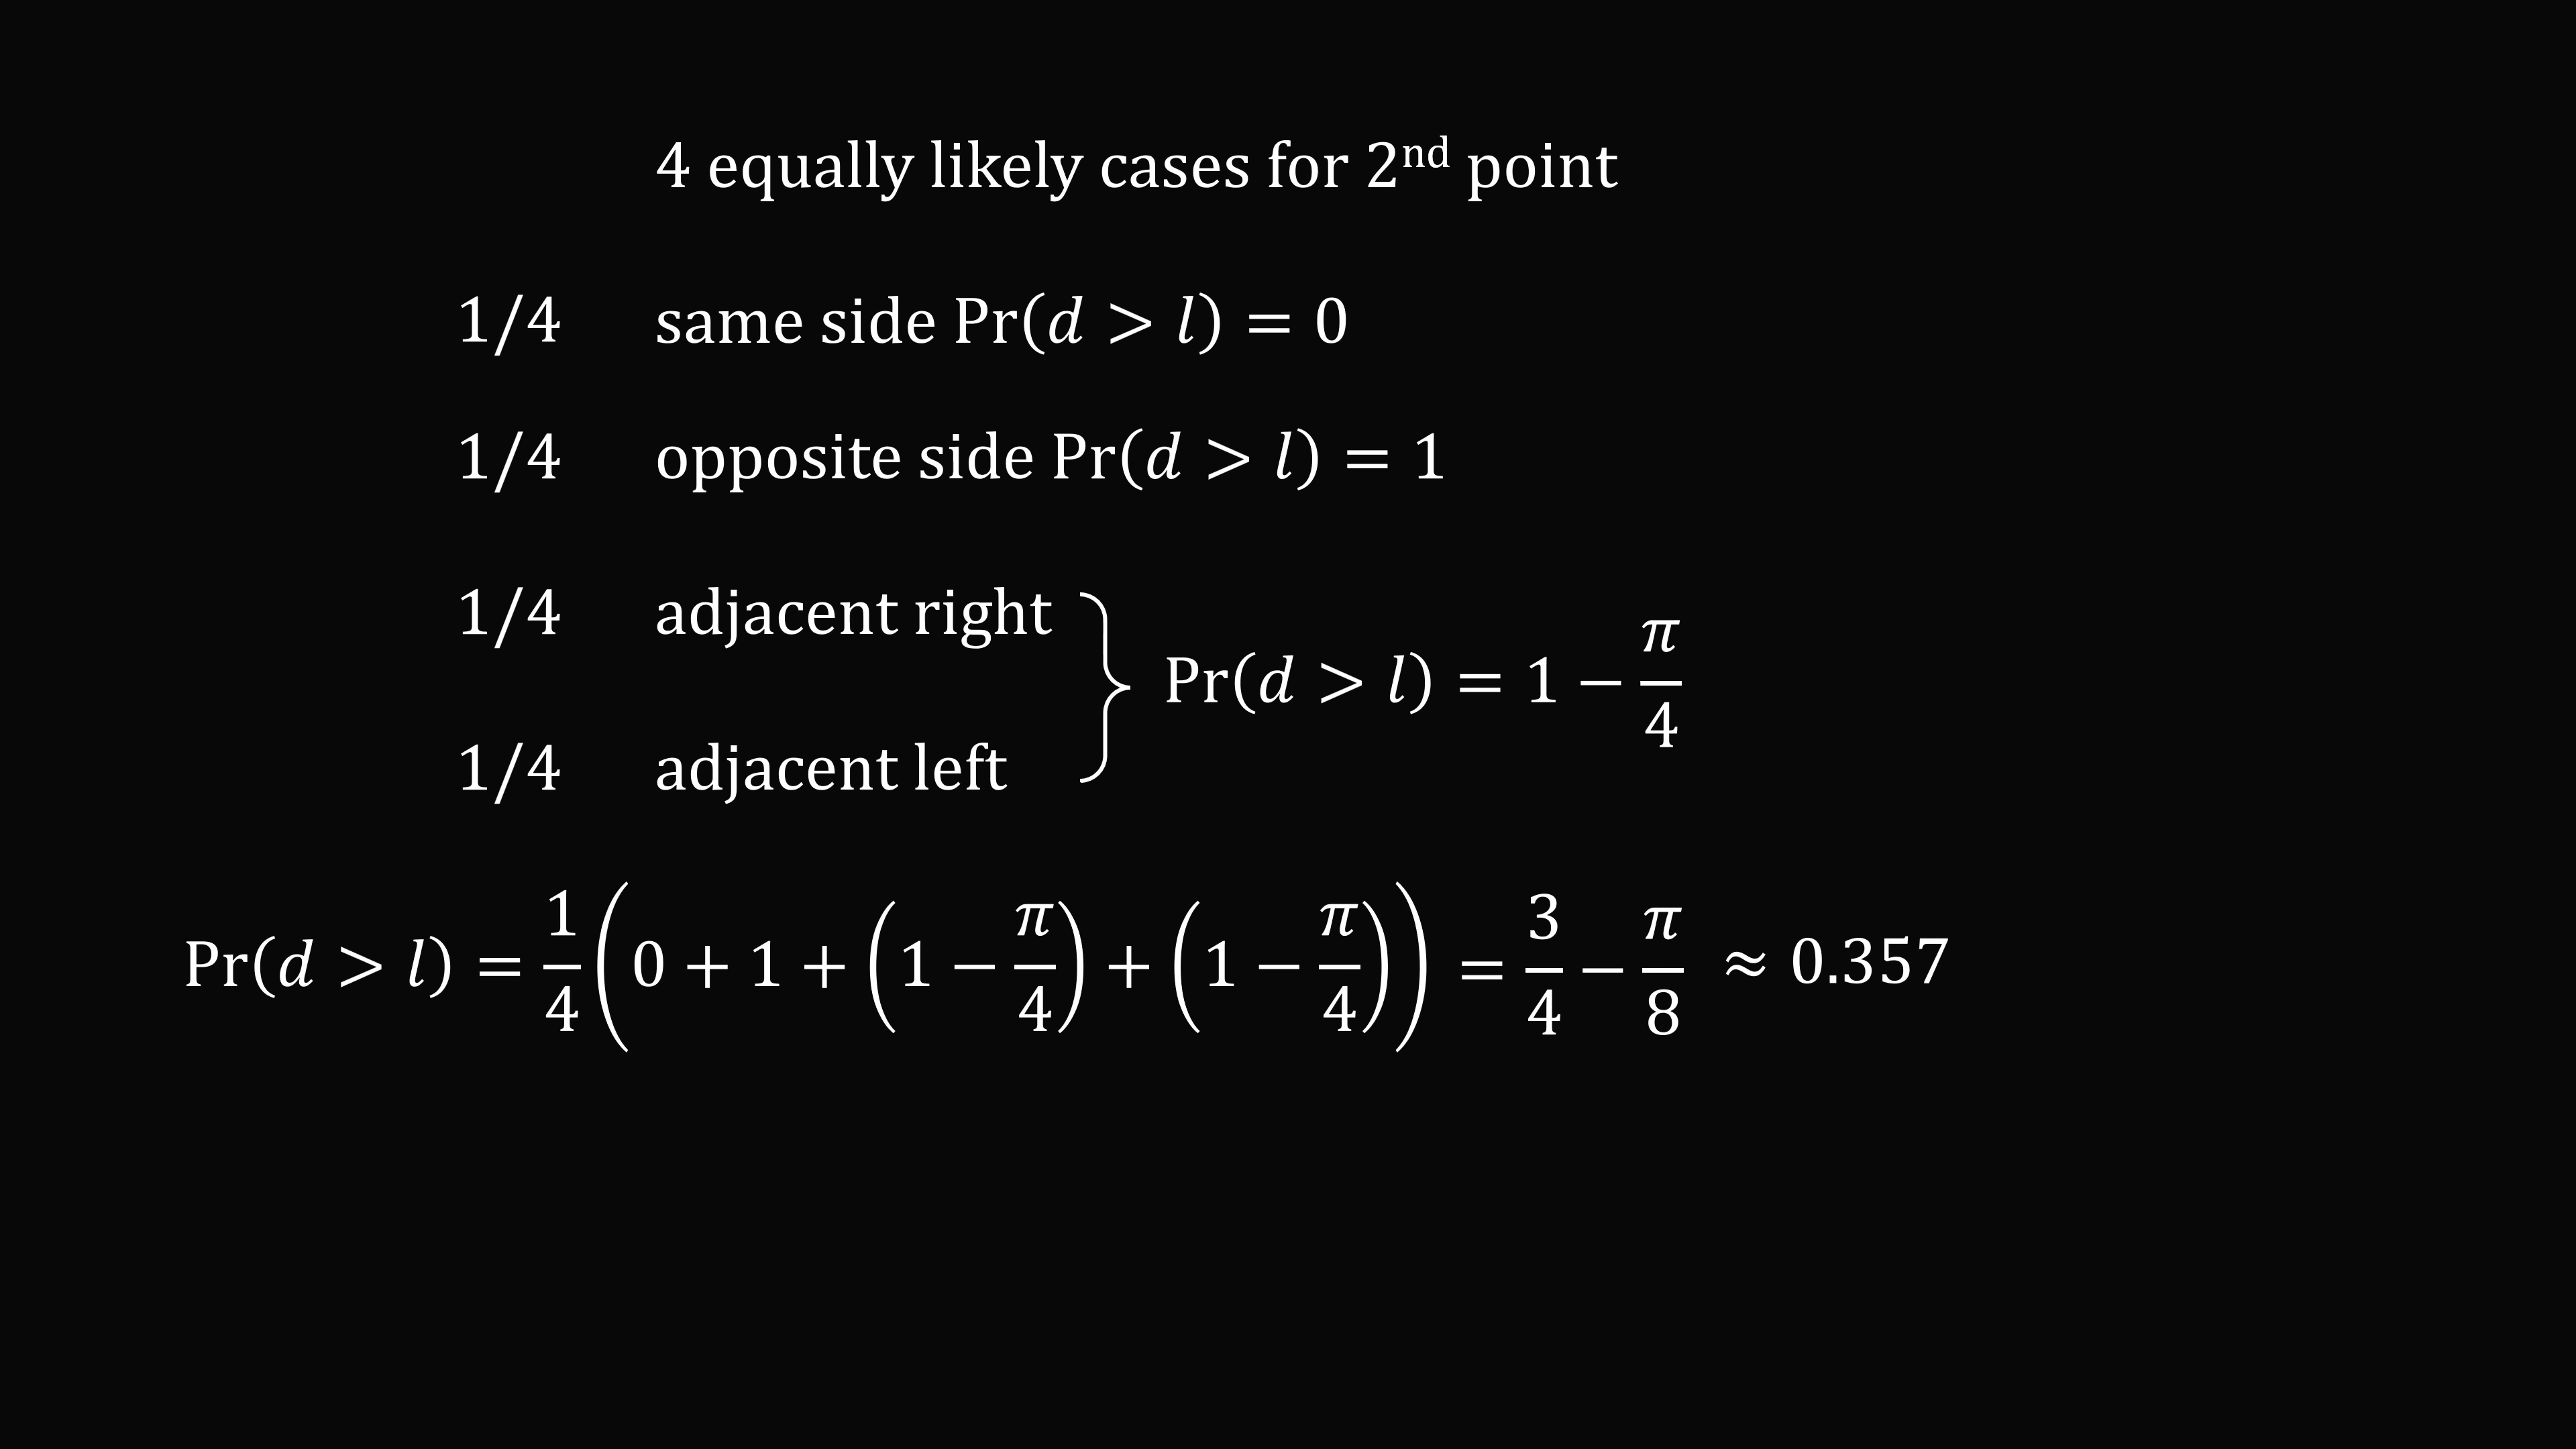 4 equally likely cases for 2nd point
1/4 same side Pr(d > l) = 0
1/4 opposite side Pr(d > l) = 1
1/4 adjacent right
1/4 adjacent left
Pr(d > l) = 1 − π/4
Pr(d > l) = 1/4 (0 + 1 + (1 − π/4) + (1 − π/4)) = 3/4 − π/8 ≈ 0.357